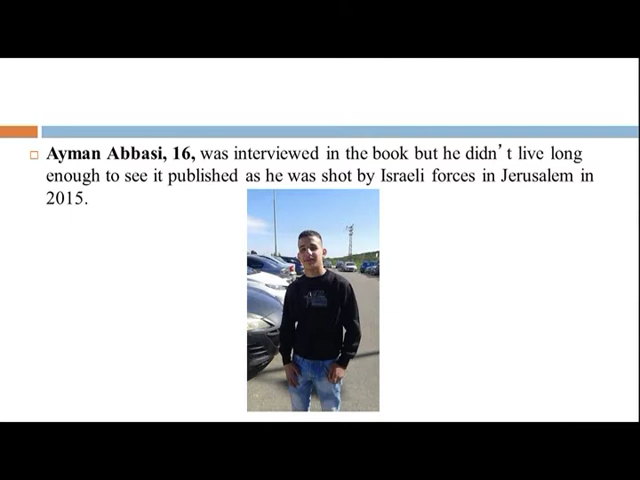 Ayman Abbasi, 16, was interviewed in the book but he didn’t live long
enough to see it published as he was shot by Israeli forces in Jerusalem in
2015.